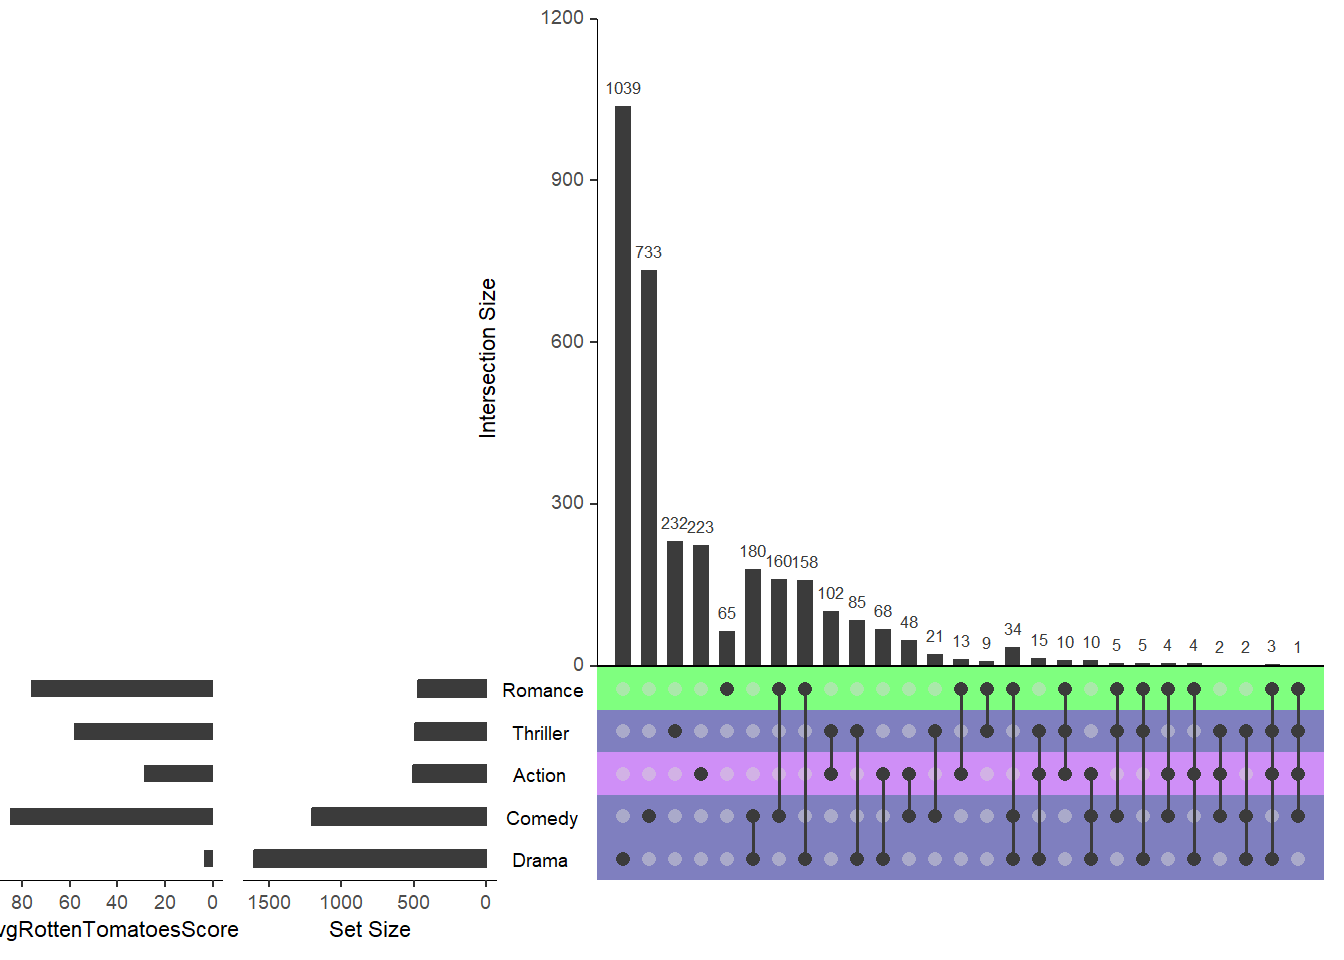 1200
1039
900
733
600
Intersection Size
300
232 223
180 160 158
102 85 68 48 21 13 9 34 15 10 10 5 5 4 4 2 2 3 1
65
0
Romance
Thriller
Action
Comedy
Drama
80 60 40 20 0
1500 1000 500 0
vgRottenTomatoesScore
Set Size